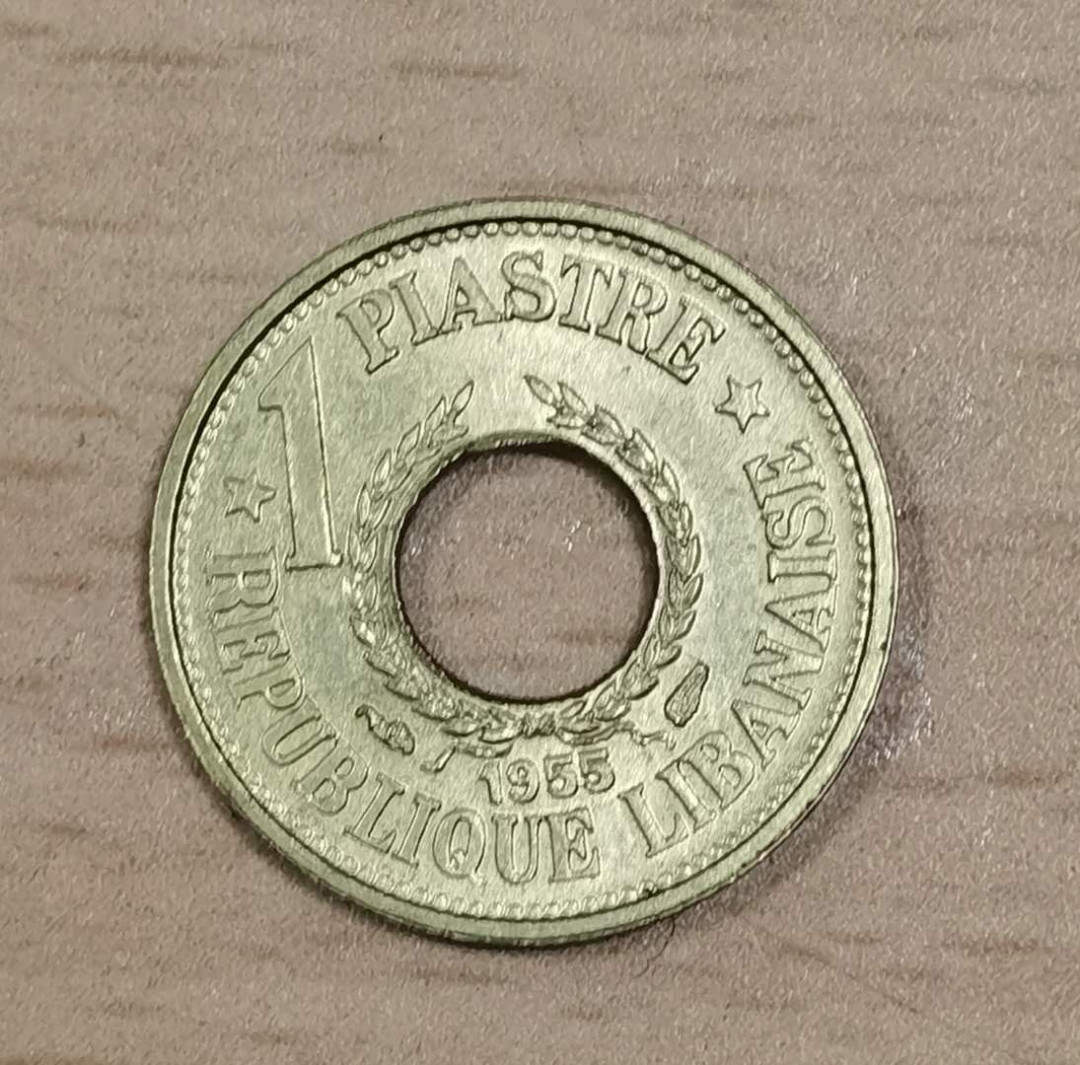 1 PIASTRE
1955
REPUBLIQUE LIBANAISE